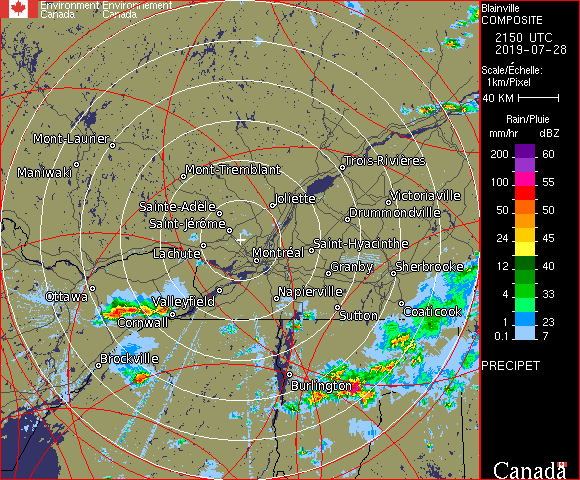 Environment Environnement
Canada Canada
Blainville
COMPOSITE
2150 UTC
2019-07-28
Scale/Échelle:
1km/Pixel
40 KM
Rain/Pluie
mm/hr dBZ
200 60
100 55
50 50
24 45
12 40
4 33
1 23
0.1 7
PRECIPET
Canada
Mont-Laurier
Maniwaki
Mont-Tremblant
Trois-Rivières
Joliette
Victoriaville
Sainte-Adèle
Drummondville
Saint-Jérôme
Lachute
Saint-Hyacinthe
Montréal
Granby
Sherbrooke
Ottawa
Valleyfield
Napierville
Cornwall
Sutton
Coaticook
Brockville
Burlington